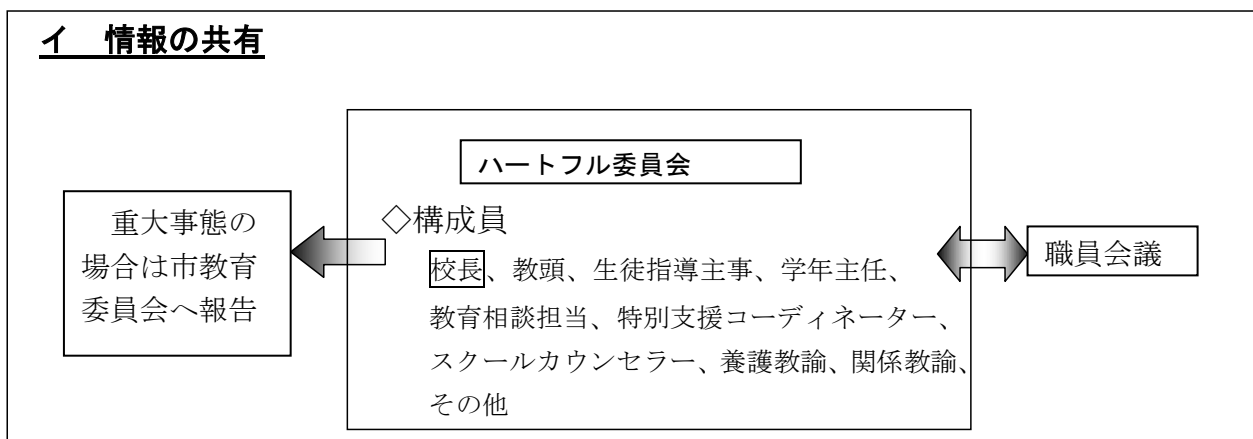 イ 情報の共有
ハートフル委員会
重大事態の
場合は市教育
委員会へ報告
◇構成員
校長、教頭、生徒指導主事、学年主任、
教育相談担当、特別支援コーディネーター、
スクールカウンセラー、養護教諭、関係教諭、
その他
職員会議